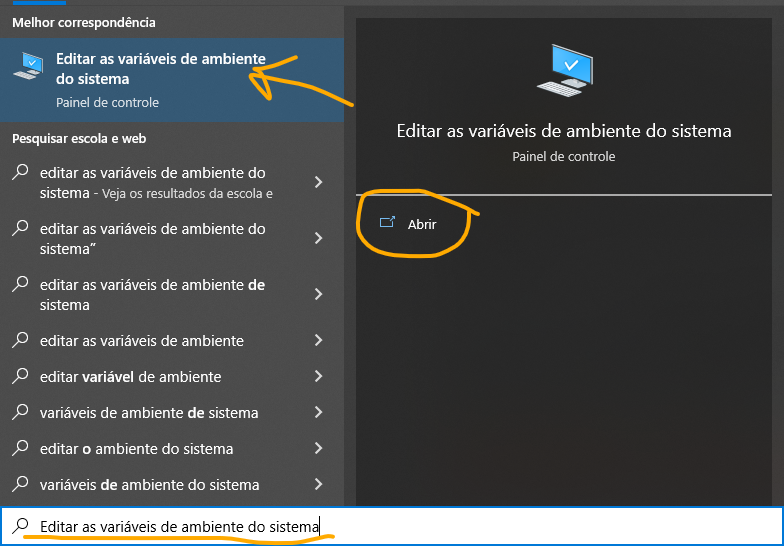 Melhor correspondência
Editar as variáveis de ambiente
do sistema
Painel de controle
Pesquisar escola e web
editar as variáveis de ambiente do
sistema - Veja os resultados da escola e
editar as variáveis de ambiente do
sistema”
editar as variáveis de ambiente de
sistema
editar as variáveis de ambiente
editar variável de ambiente
variáveis de ambiente de sistema
editar o ambiente do sistema
variáveis de ambiente do sistema
Editar as variáveis de ambiente do sistema
Editar as variáveis de ambiente do sistema
Painel de controle
Abrir